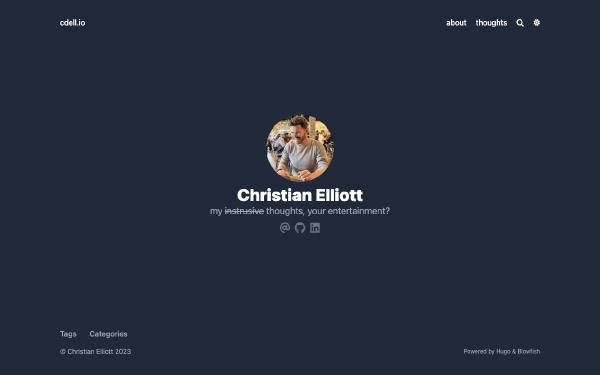 cdell.io
about thoughts
Christian Elliott
my instrusive thoughts, your entertainment?
Tags Categories
© Christian Elliott 2023
Powered by Hugo & Blowfish